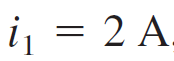 i₁ = 2 A.